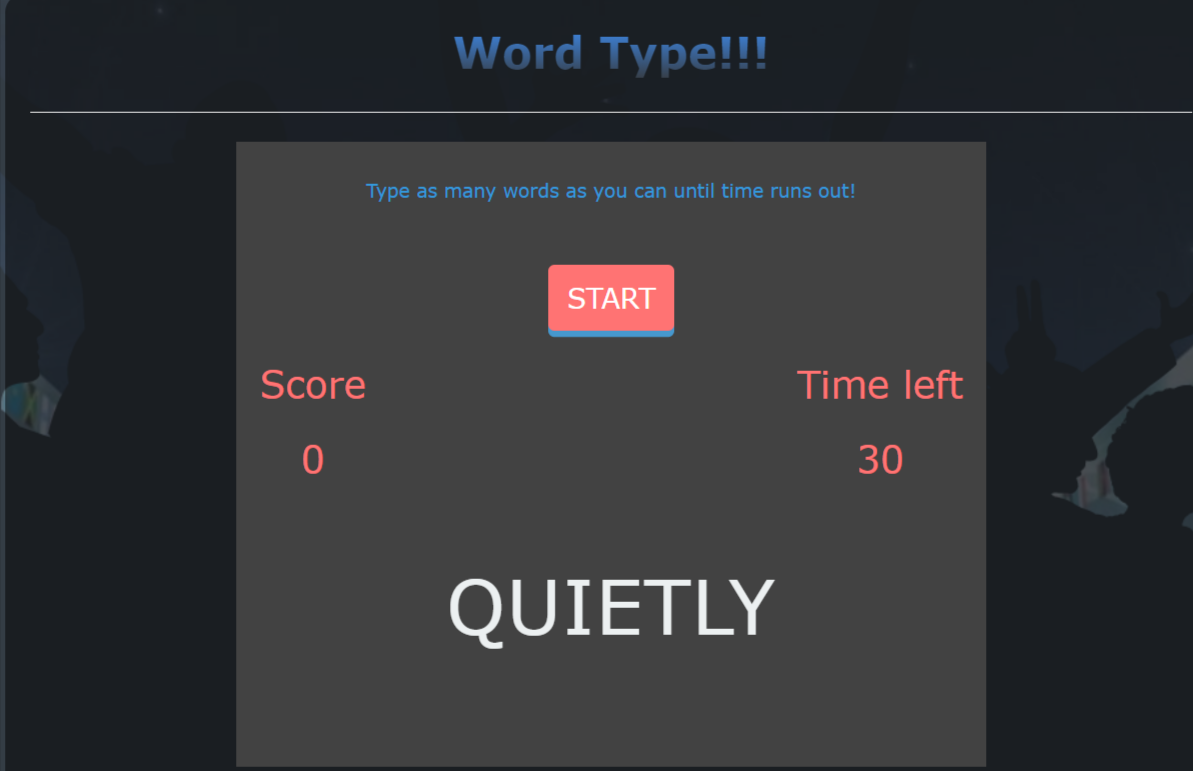 Word Type!!!
Type as many words as you can until time runs out!
START
Score
Time left
0
30
QUIETLY